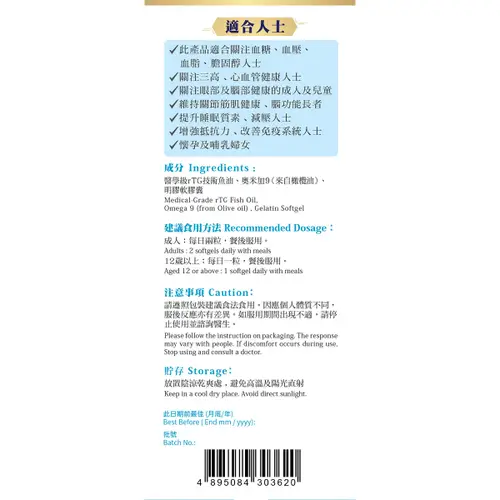 適合人士
✓此產品適合關注血糖、血壓、
血脂、膽固醇人士
✓關注三高、心血管健康人士
✓關注眼部及腦部健康的成人及兒童
✓維持關節筋肌健康、腦功能長者
✓提升睡眠質素、減壓人士
✓增強抵抗力、改善免疫系統人士
✓懷孕及哺乳婦女
成分 Ingredients :
醫學級rTG技術魚油、奧米加9(來自橄欖油)、
明膠軟膠囊
Medical-Grade rTG Fish Oil,
Omega 9 (from Olive oil) , Gelatin Softgel
建議食用方法 Recommended Dosage:
成人:每日兩粒,餐後服用。
Adults : 2 softgels daily with meals
12歲以上:每日一粒,餐後服用。
Aged 12 or above : 1 softgel daily with meals
注意事項 Caution:
請遵照包裝建議食法食用。因應個人體質不同,
服後反應亦有差異。如服用期間出現不適,請停
止使用並諮詢醫生。
Please follow the instruction on packaging. The response
may vary with people. If discomfort occurs during use,
Stop using and consult a doctor.
貯存 Storage:
放置陰涼乾爽處,避免高溫及陽光直射
Keep in a cool dry place. Avoid direct sunlight.
此日期前最佳 (月尾/年)
Best Before ( End mm / yyyy):
批號
Batch No.:
4 895084 303620